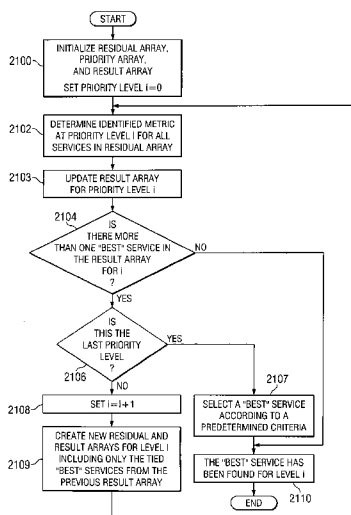 START
2100
INITIALIZE RESIDUAL ARRAY,
PRIORITY ARRAY,
AND RESULT ARRAY
SET PRIORITY LEVEL i=0
2102
DETERMINE IDENTIFIED METRIC
AT PRIORITY LEVEL i FOR ALL
SERVICES IN RESIDUAL ARRAY
2103
UPDATE RESULT ARRAY
FOR PRIORITY LEVEL i
2104
IS
THERE MORE
THAN ONE "BEST" SERVICE IN
THE RESULT ARRAY
FOR i
?
NO
YES
IS
THIS THE
LAST PRIORITY
LEVEL
?
2106
YES
NO
2107
SELECT A "BEST" SERVICE
ACCORDING TO A
PREDETERMINED CRITERIA
2108
SET i=i+1
2109
CREATE NEW RESIDUAL AND
RESULT ARRAYS FOR LEVEL i
INCLUDING ONLY THE TIED
"BEST" SERVICES FROM THE
PREVIOUS RESULT ARRAY
THE "BEST" SERVICE HAS
BEEN FOUND FOR LEVEL i
2110
END